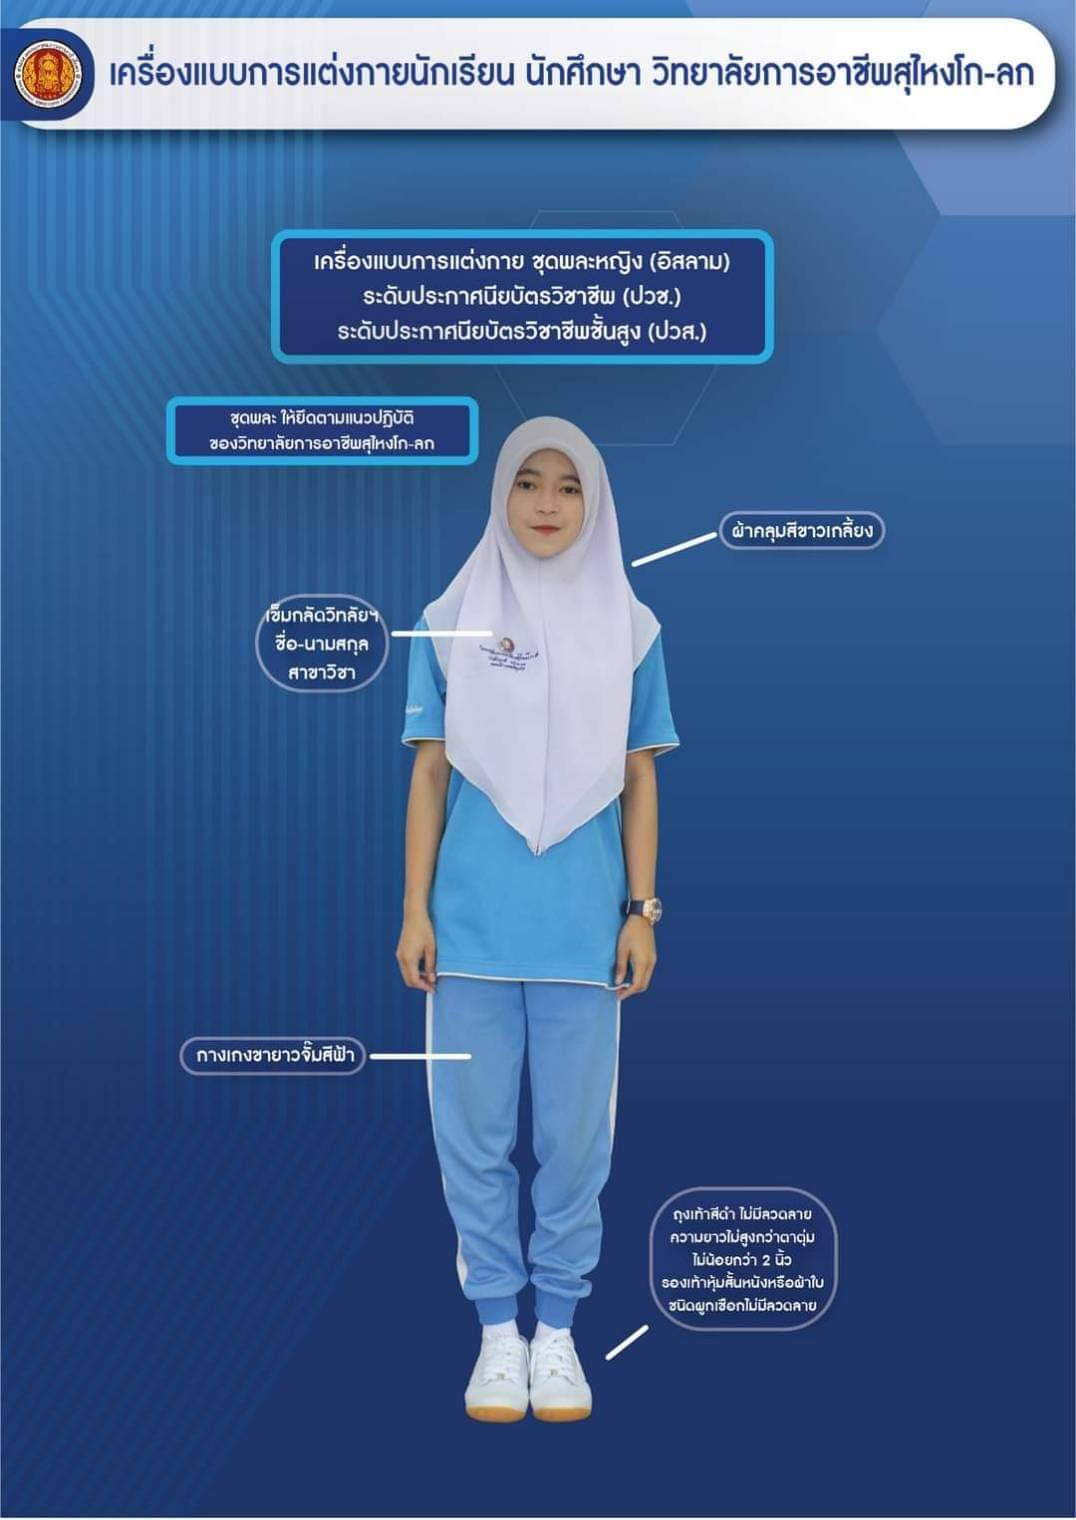 เครื่องแบบการแต่งกายนักเรียน นักศึกษา วิทยาลัยการอาชีพสุไหงโก-ลก
เครื่องแบบการแต่งกาย ชุดพละหญิง (อิสลาม)
ระดับประกาศนียบัตรวิชาชีพ (ปวช.)
ระดับประกาศนียบัตรวิชาชีพชั้นสูง (ปวส.)
ชุดพละ ให้ยึดตามแนวปฏิบัติ
ของวิทยาลัยการอาชีพสุไหงโก-ลก
ผ้าคลุมสีขาวเกลี้ยง
เข็มกลัดวิทลัยฯ
ชื่อ-นามสกุล
สาขาวิชา
กางเกงขายาวจั๊มสีฟ้า
ถุงเท้าสีดำ ไม่มีลวดลาย
ความยาวไม่สูงกว่าตาตุ่ม
ไม่น้อยกว่า 2 นิ้ว
รองเท้าหุ้มส้นหนังหรือผ้าใบ
ชนิดผูกเชือกไม่มีลวดลาย